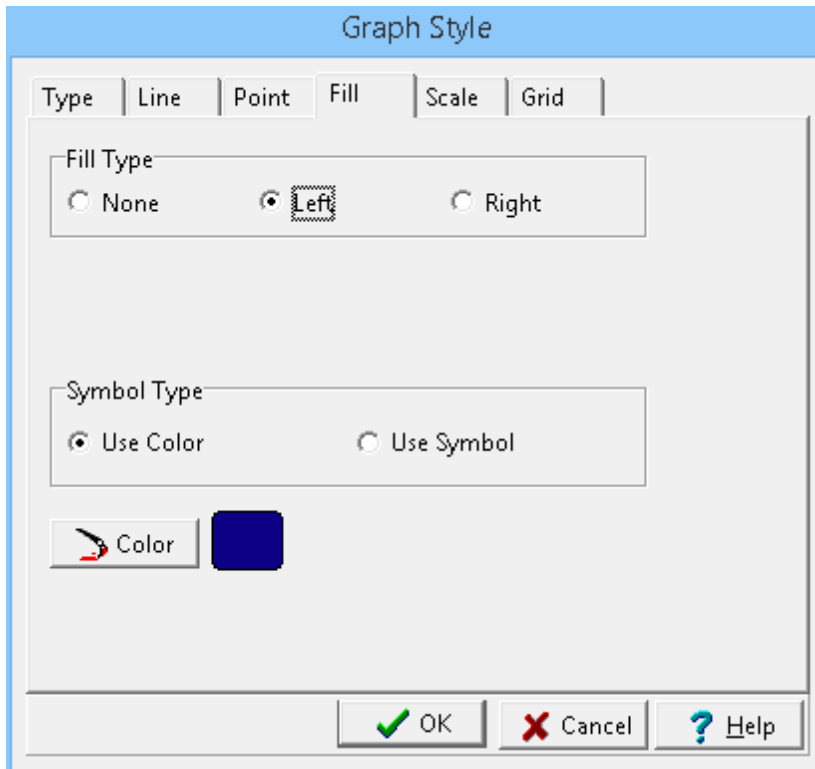 Graph Style
Type Line Point Fill Scale Grid
Fill Type
None Left Right
Symbol Type
Use Color Use Symbol
Color
OK Cancel Help